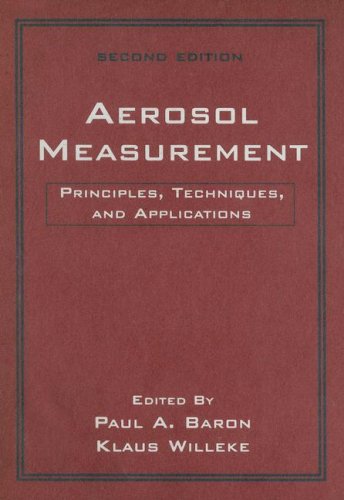 SECOND EDITION
AEROSOL
MEASUREMENT
PRINCIPLES, TECHNIQUES,
AND APPLICATIONS
EDITED BY
PAUL A. BARON
KLAUS WILLEKE